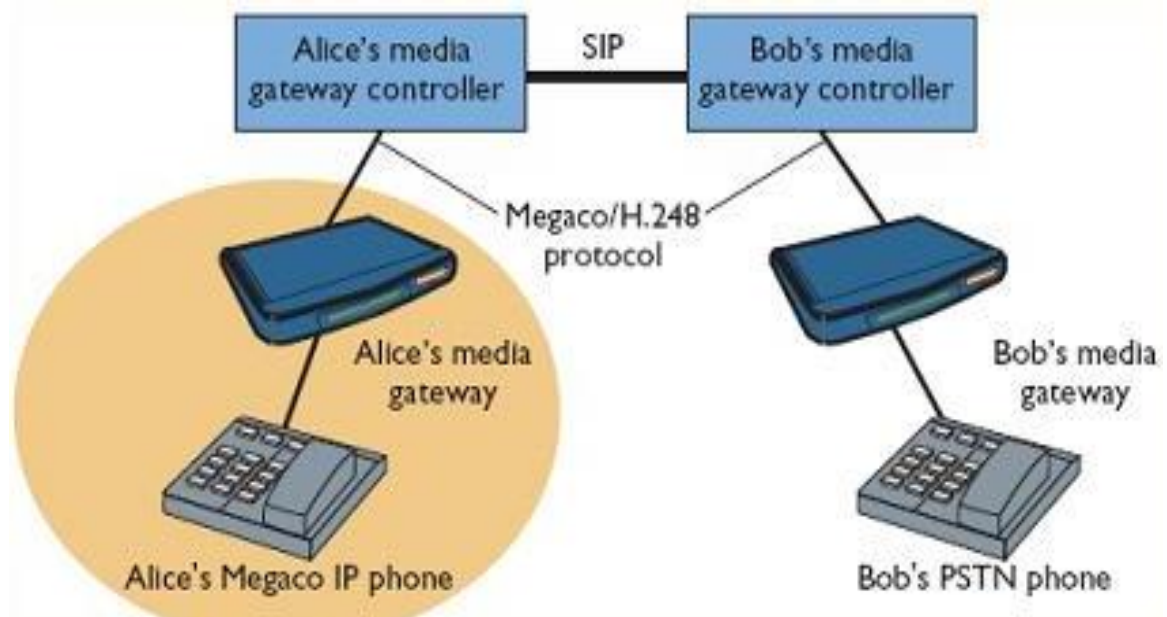 Alice's media
gateway controller
SIP
Bob's media
gateway controller
Megaco/H.248
protocol
Alice's media
gateway
Bob's media
gateway
Alice's Megaco IP phone
Bob's PSTN phone